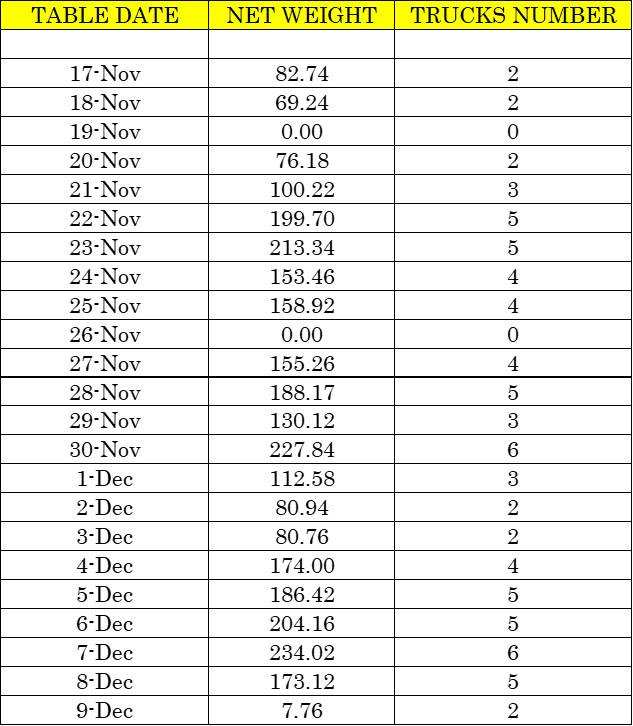 TABLE DATE NET WEIGHT TRUCKS NUMBER
17-Nov 82.74 2
18-Nov 69.24 2
19-Nov 0.00 0
20-Nov 76.18 2
21-Nov 100.22 3
22-Nov 199.70 5
23-Nov 213.34 5
24-Nov 153.46 4
25-Nov 158.92 4
26-Nov 0.00 0
27-Nov 155.26 4
28-Nov 188.17 5
29-Nov 130.12 3
30-Nov 227.84 6
1-Dec 112.58 3
2-Dec 80.94 2
3-Dec 80.76 2
4-Dec 174.00 4
5-Dec 186.42 5
6-Dec 204.16 5
7-Dec 234.02 6
8-Dec 173.12 5
9-Dec 7.76 2